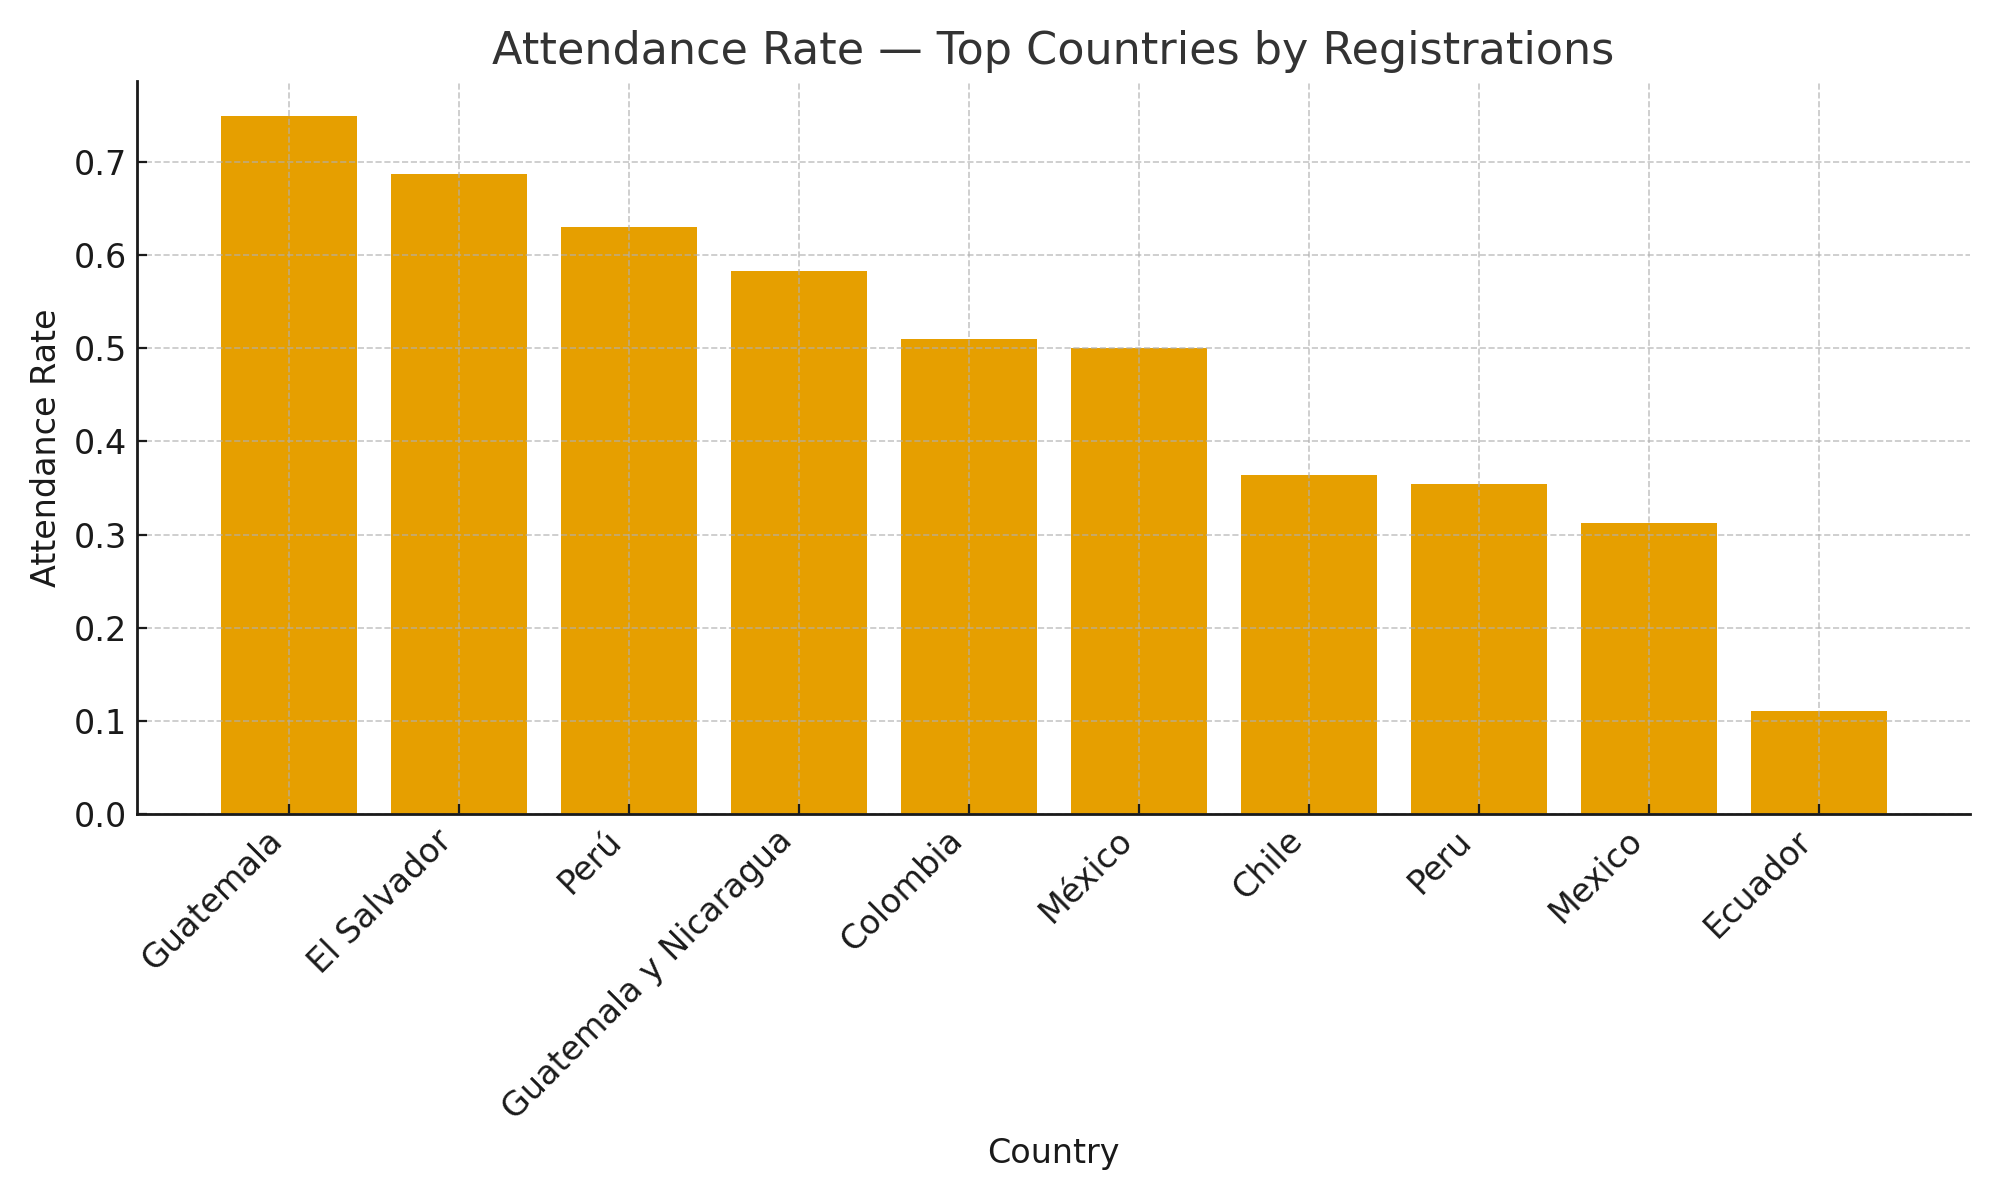 Attendance Rate — Top Countries by Registrations
Attendance Rate
0.7
0.6
0.5
0.4
0.3
0.2
0.1
0.0
Guatemala
El Salvador
Perú
Guatemala y Nicaragua
Colombia
México
Chile
Peru
Mexico
Ecuador
Country